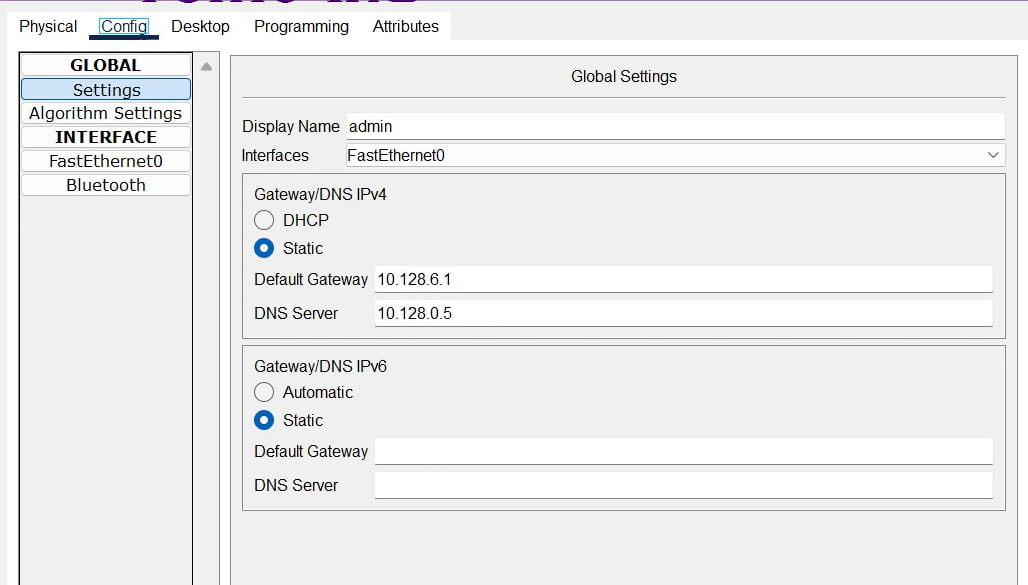 Physical Config Desktop Programming Attributes
GLOBAL
Settings
Algorithm Settings
INTERFACE
FastEthernet0
Bluetooth
Global Settings
Display Name admin
Interfaces FastEthernet0
Gateway/DNS IPv4
DHCP
Static
Default Gateway 10.128.6.1
DNS Server 10.128.0.5
Gateway/DNS IPv6
Automatic
Static
Default Gateway
DNS Server